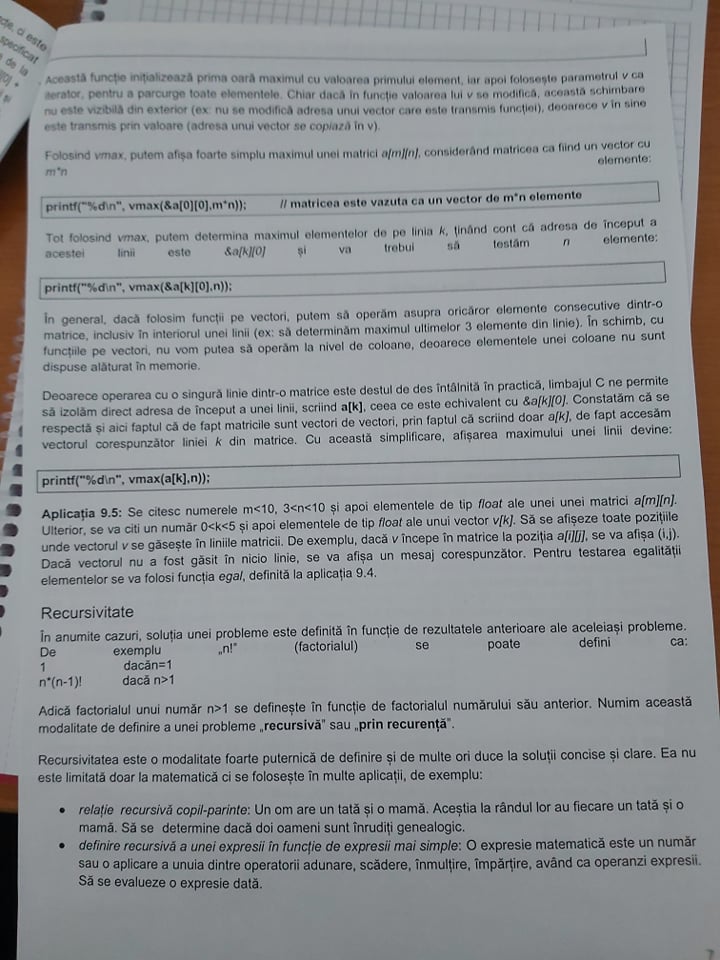 este
specificat
de la
Această funcție inițializează prima oară maximul cu valoarea primului element, iar apoi folosește parametrul v ca
iterator, pentru a parcurge toate elementele. Chiar dacă în funcție valoarea lui v se modifică, această schimbare
nu este vizibilă din exterior (ex: nu se modifică adresa unui vector care este transmis funcției), deoarece v în sine
este transmis prin valoare (adresa unui vector se copiază în v).
Folosind vmax, putem afișa foarte simplu maximul unei matrici a[m][n], considerând matricea ca fiind un vector cu
m*n elemente:
printf("%d\n", vmax(&a[0][0],m*n)); // matricea este vazuta ca un vector de m*n elemente
Tot folosind vmax, putem determina maximul elementelor de pe linia k, ținând cont că adresa de început a
acestei linii este &a[k][0] și va trebui să testăm n elemente:
printf("%d\n", vmax(&a[k][0],n));
În general, dacă folosim funcții pe vectori, putem să operăm asupra oricăror elemente consecutive dintr-o
matrice, inclusiv în interiorul unei linii (ex: să determinăm maximul ultimelor 3 elemente din linie). În schimb, cu
funcțiile pe vectori, nu vom putea să operăm la nivel de coloane, deoarece elementele unei coloane nu sunt
dispuse alăturat în memorie.
Deoarece operarea cu o singură linie dintr-o matrice este destul de des întâlnită în practică, limbajul C ne permite
să izolăm direct adresa de început a unei linii, scriind a[k], ceea ce este echivalent cu &a[k][0]. Constatăm că se
respectă și aici faptul că de fapt matricile sunt vectori de vectori, prin faptul că scriind doar a[k], de fapt accesăm
vectorul corespunzător liniei k din matrice. Cu această simplificare, afișarea maximului unei linii devine:
printf("%d\n", vmax(a[k],n));
Aplicația 9.5: Se citesc numerele m<10, 3<n<10 și apoi elementele de tip float ale unei unei matrici a[m][n].
Ulterior, se va citi un număr 0<k<5 și apoi elementele de tip float ale unui vector v[k]. Să se afișeze toate pozițiile
unde vectorul v se găsește în liniile matricii. De exemplu, dacă v începe în matrice la poziția a[i][j], se va afișa (i,j).
Dacă vectorul nu a fost găsit în nicio linie, se va afișa un mesaj corespunzător. Pentru testarea egalității
elementelor se va folosi funcția egal, definită la aplicația 9.4.
Recursivitate
În anumite cazuri, soluția unei probleme este definită în funcție de rezultatele anterioare ale aceleiași probleme.
De exemplu „n!” (factorialul) se poate defini ca:
1 dacăn=1
n*(n-1)! dacă n>1
Adică factorialul unui număr n>1 se definește în funcție de factorialul numărului său anterior. Numim această
modalitate de definire a unei probleme „recursivă” sau „prin recurență”.
Recursivitatea este o modalitate foarte puternică de definire și de multe ori duce la soluții concise și clare. Ea nu
este limitată doar la matematică ci se folosește în multe aplicații, de exemplu:
• relație recursivă copil-parinte: Un om are un tată și o mamă. Aceștia la rândul lor au fiecare un tată și o
mamă. Să se determine dacă doi oameni sunt înrudiți genealogic.
• definire recursivă a unei expresii în funcție de expresii mai simple: O expresie matematică este un număr
sau o aplicare a unuia dintre operatorii adunare, scădere, înmulțire, împărțire, având ca operanzi expresii.
Să se evalueze o expresie dată.